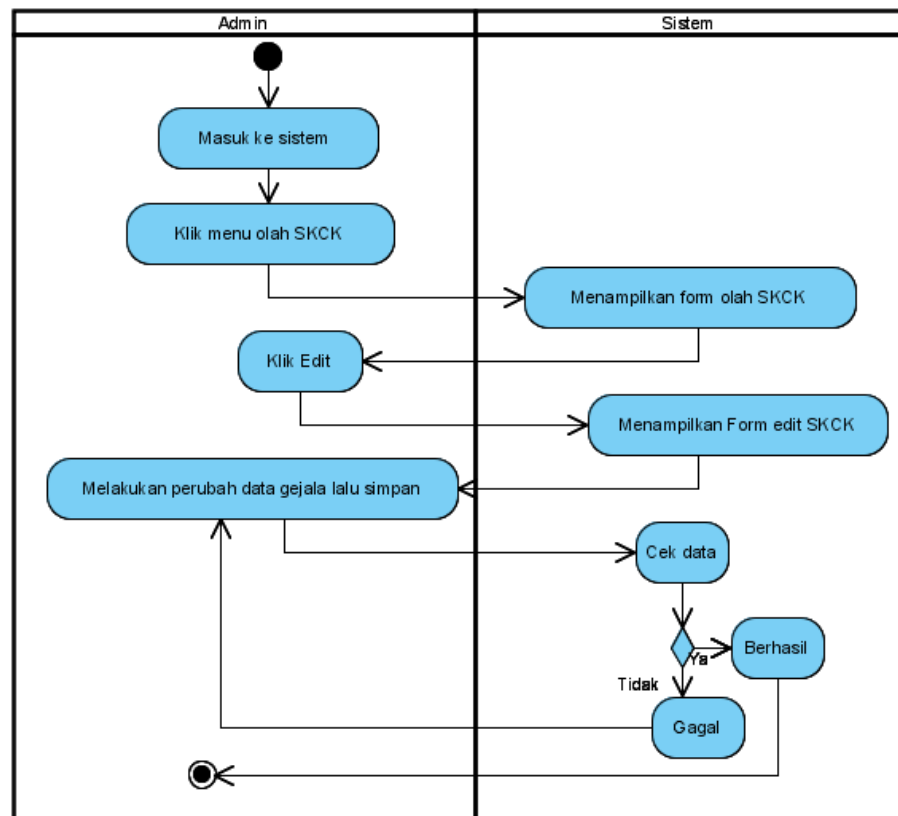 Admin
Sistem
Masuk ke sistem
Klik menu olah SKCK
Menampilkan form olah SKCK
Klik Edit
Menampilkan Form edit SKCK
Melakukan perubah data gejala lalu simpan
Cek data
Ya
Berhasil
Tidak
Gagal